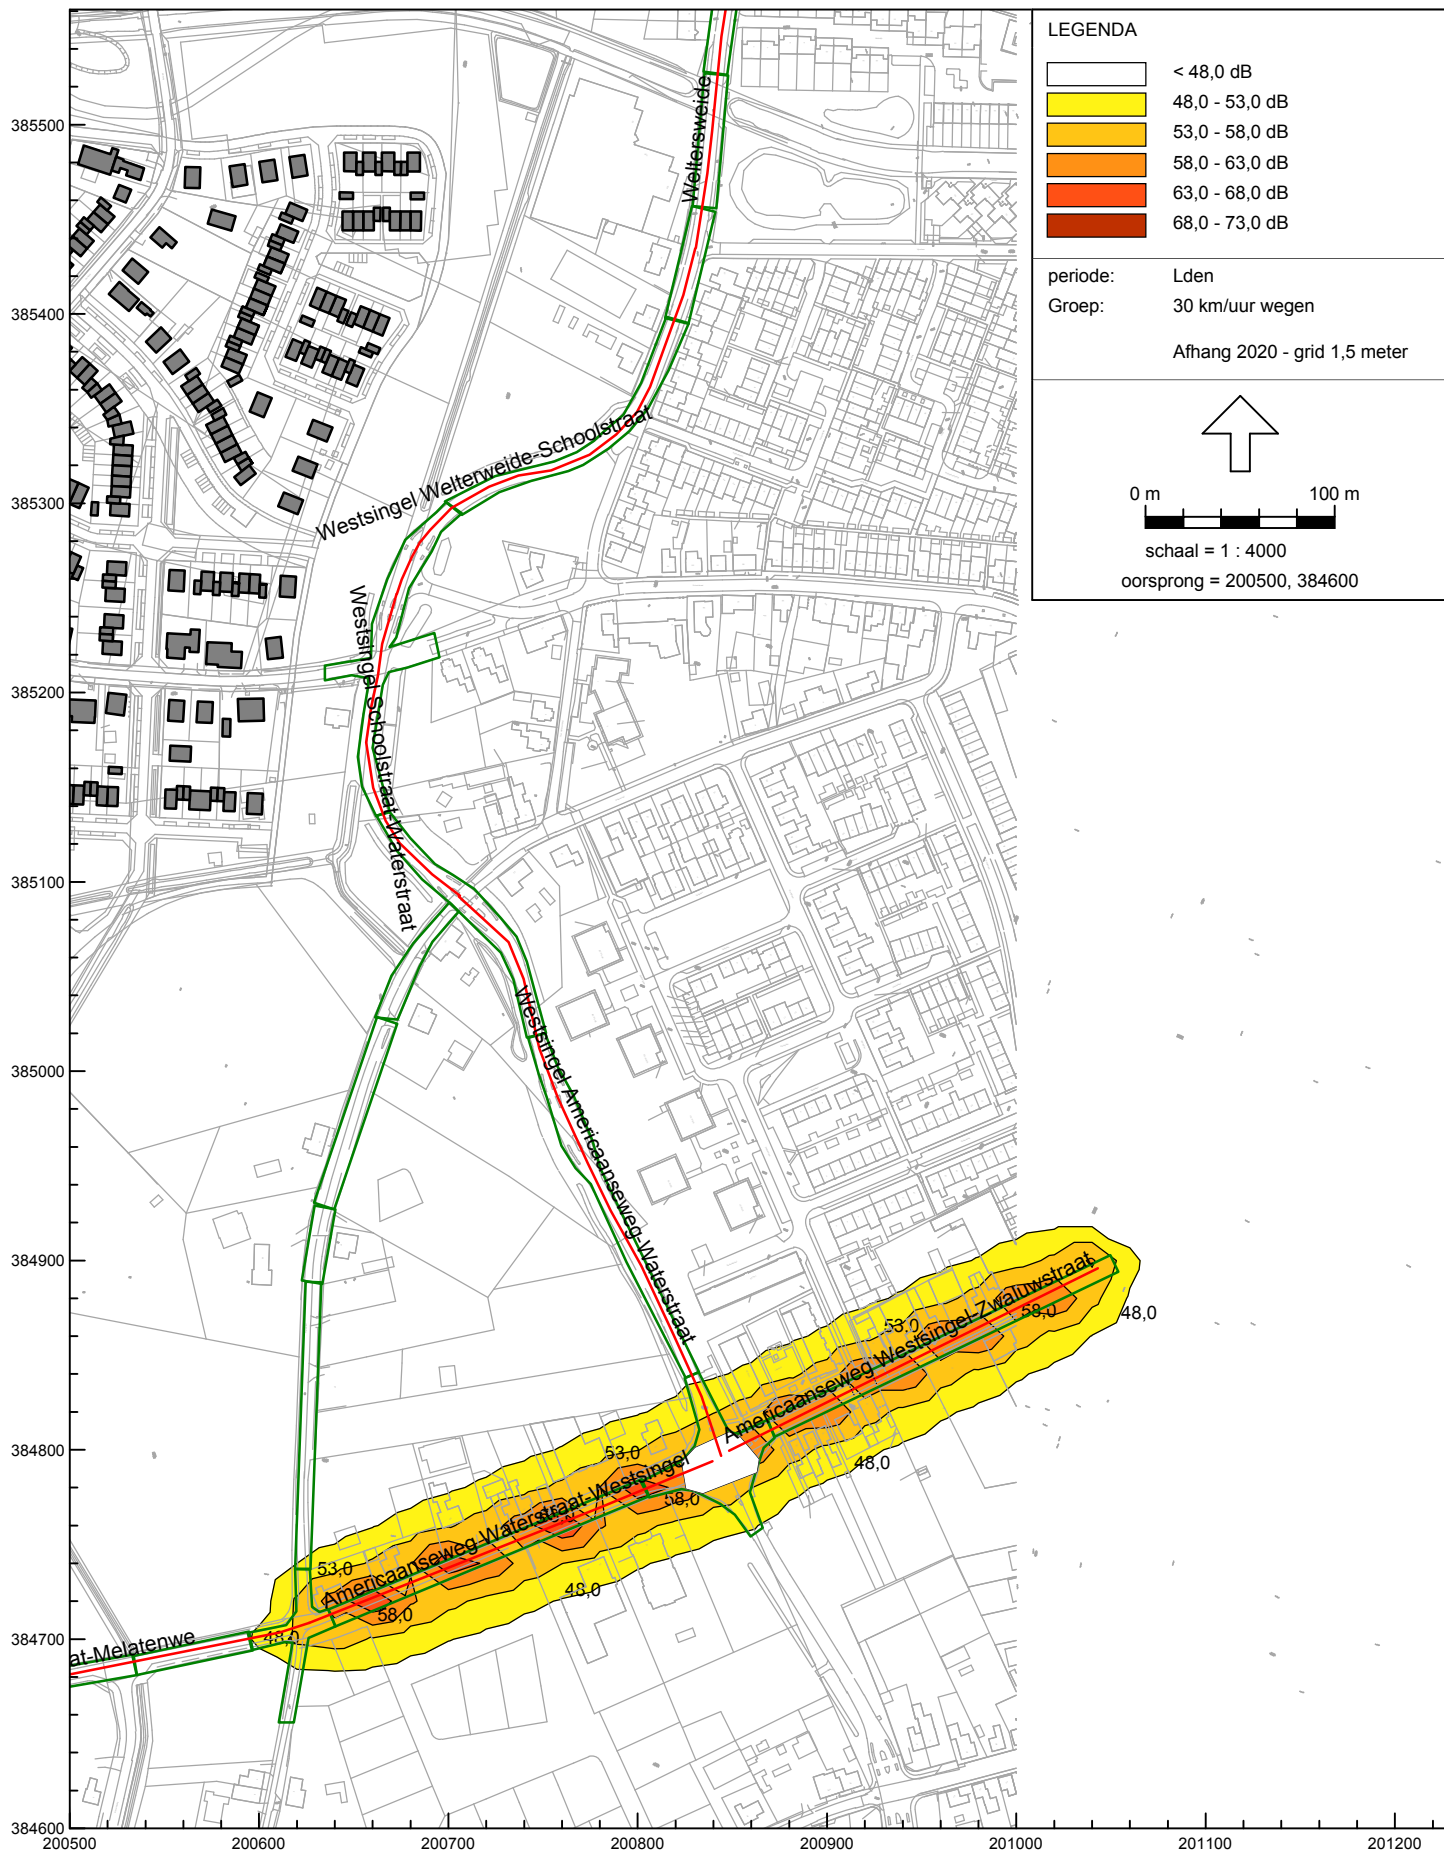 LEGENDA
< 48,0 dB
48,0 - 53,0 dB
53,0 - 58,0 dB
58,0 - 63,0 dB
63,0 - 68,0 dB
68,0 - 73,0 dB
periode: Lden
Groep: 30 km/uur wegen
Afhang 2020 - grid 1,5 meter
0 m 100 m
schaal = 1 : 4000
oorsprong = 200500, 384600
385500
385400
385300
385200
385100
385000
384900
384800
384700
384600
Weltersweide
Westsingel Welterweide-Schoolstraat
Westsingel Schoolstraat-Waterstraat
Westsingel Americaanseweg-Waterstraat
Americaanseweg Westsingel-Zwaluwstraat
58,0
48,0
53,0
48,0
Americaanseweg Waterstraat-Westsingel
53,0
58,0
53,0
48,0
58,0
48,0
at-Melatenwe
200500 200600 200700 200800 200900 201000 201100 201200